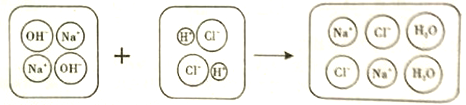 OH⁻ Na⁺ H⁺ Cl⁻ Na⁺ Cl⁻ H₂O
+ →
Na⁺ OH⁻ Cl⁻ H⁺ Cl⁻ Na⁺ H₂O